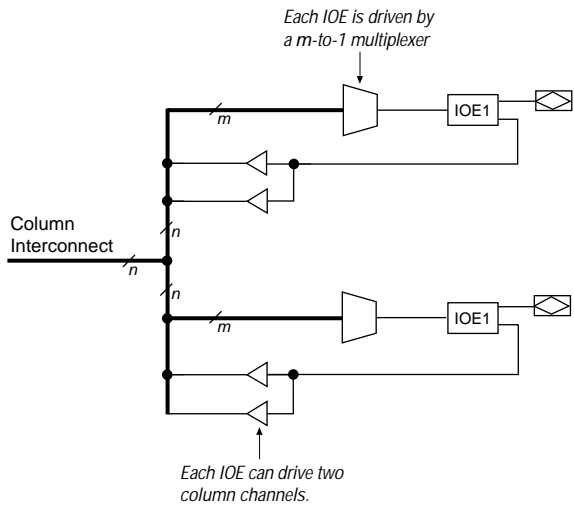 Each IOE is driven by
a m-to-1 multiplexer
m
IOE1
n
Column
Interconnect
n
n
m
IOE1
Each IOE can drive two
column channels.